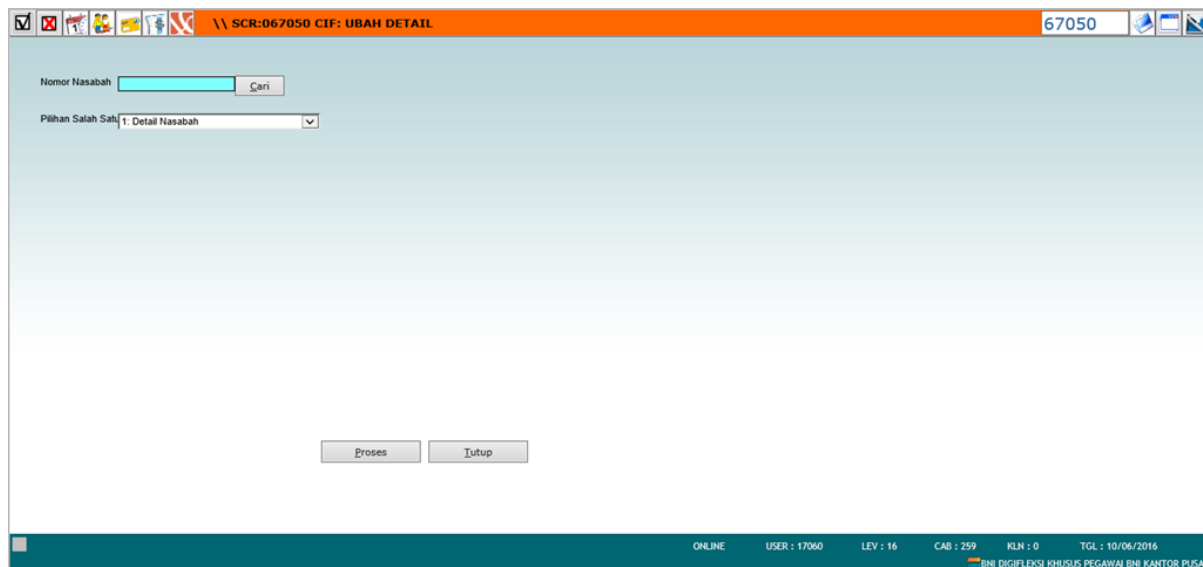 \\ SCR:067050 CIF: UBAH DETAIL
67050
Nomor Nasabah
Cari
Pilihan Salah Satu
1: Detail Nasabah
Proses
Tutup
ONLINE USER : 17060 LEV : 16 CAB : 259 KLN : 0 TGL : 10/06/2016
BNI DIGIFLEKSI KHUSUS PEGAWAI BNI KANTOR PUSA